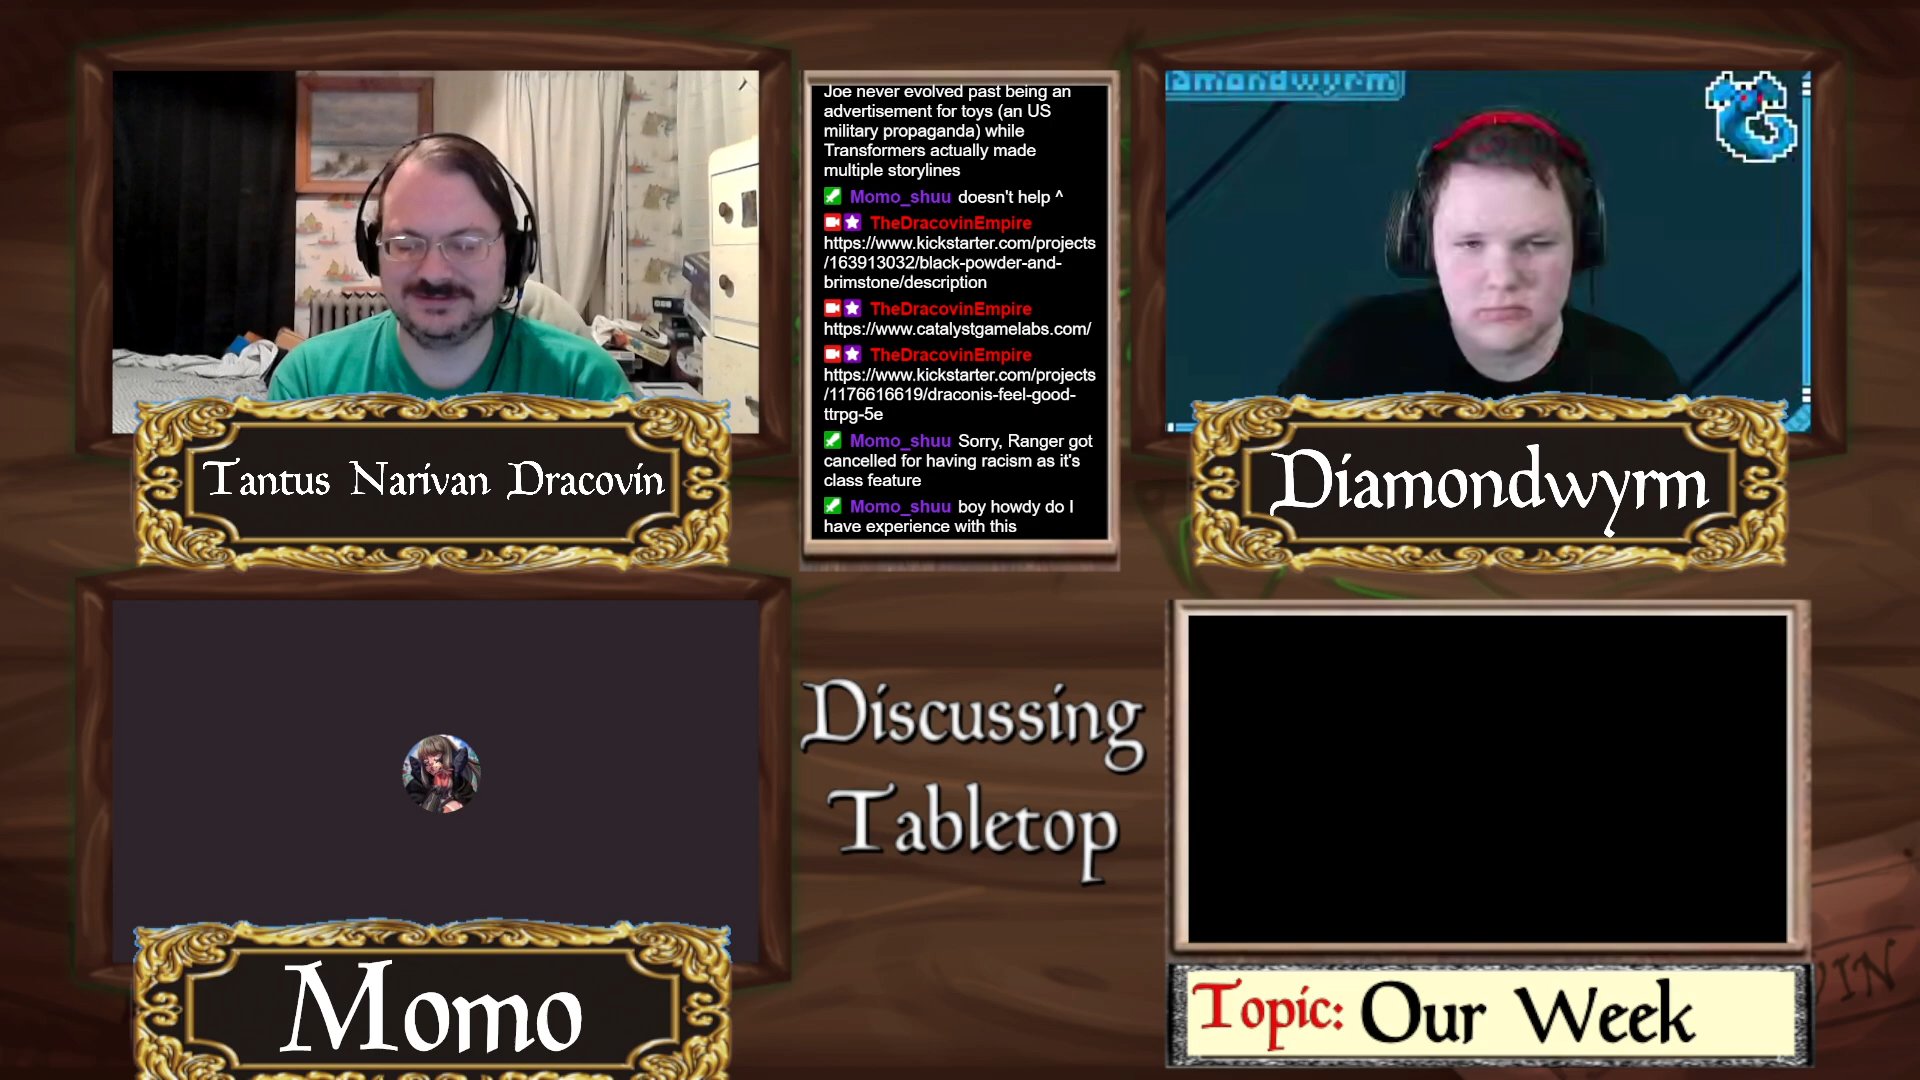 Joe never evolved past being an
advertisement for toys (an US
military propaganda) while
Transformers actually made
multiple storylines
Momo_shuu doesn't help ^
TheDracovinEmpire
https://www.kickstarter.com/projects
/163913032/black-powder-and-
brimstone/description
TheDracovinEmpire
https://www.catalystgamelabs.com/
TheDracovinEmpire
https://www.kickstarter.com/projects
/1176616619/draconis-feel-good-
ttrpg-5e
Momo_shuu Sorry, Ranger got
cancelled for having racism as it's
class feature
Momo_shuu boy howdy do I
have experience with this
amondwyrm
Tantus Narivan Dracovin
Diamondwyrm
Discussing
Tabletop
Momo
Topic: Our Week